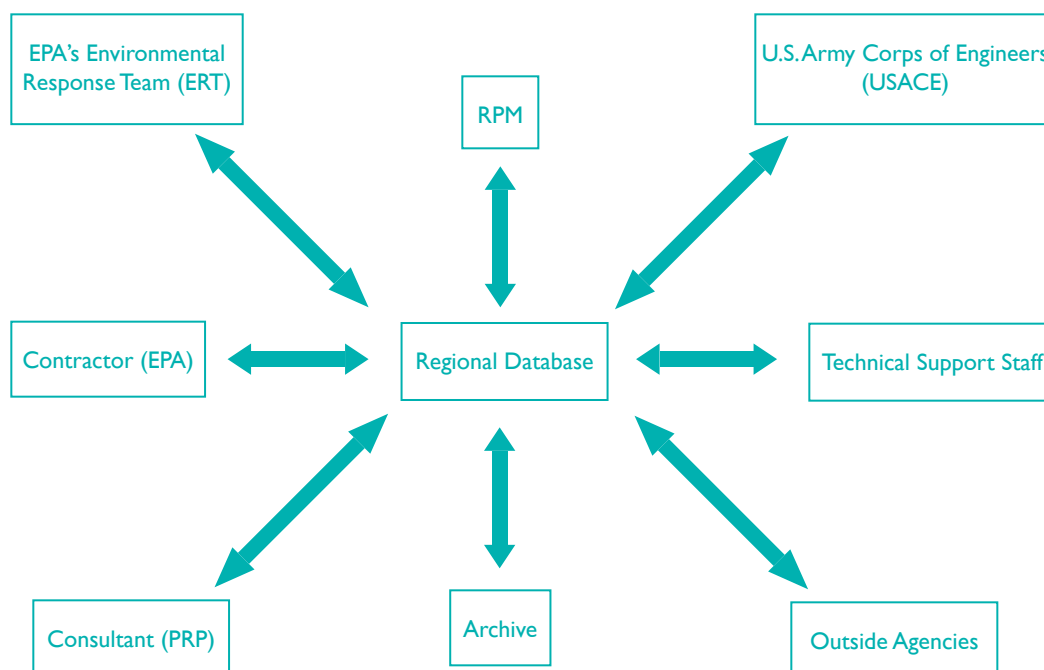 EPA’s Environmental
Response Team (ERT)
RPM
U.S. Army Corps of Engineers
(USACE)
Contractor (EPA)
Regional Database
Technical Support Staff
Consultant (PRP)
Archive
Outside Agencies